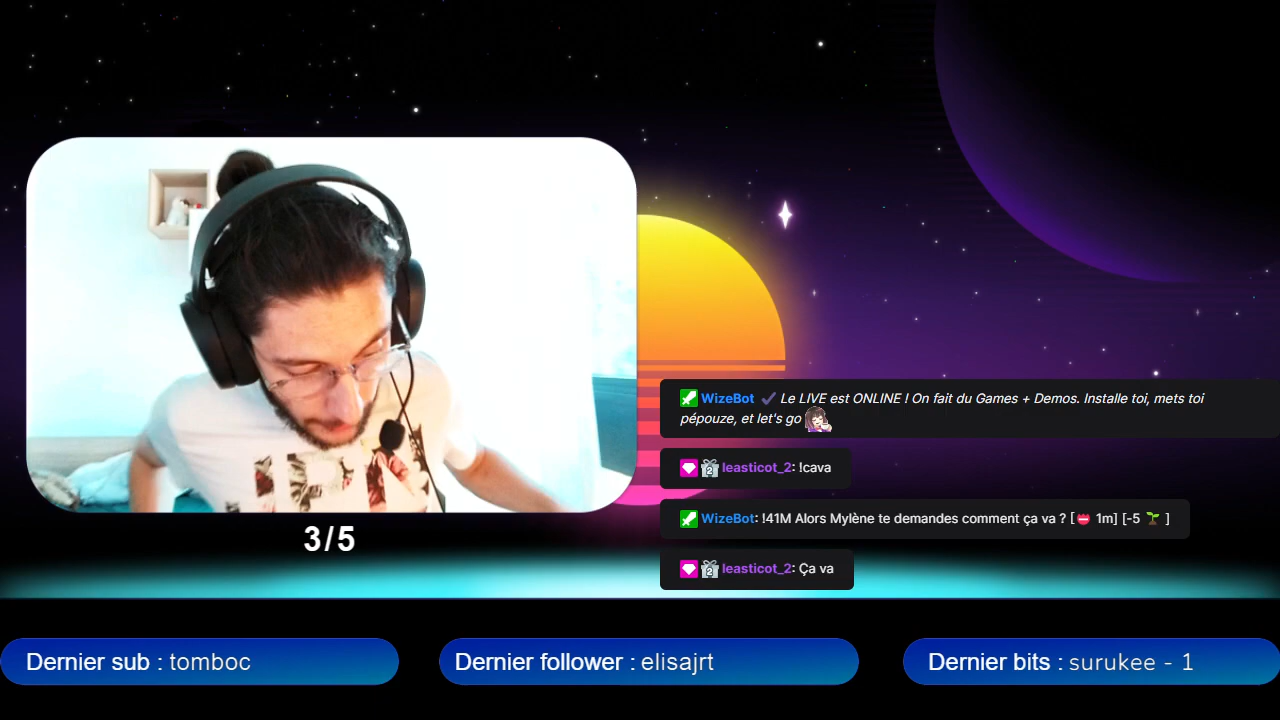 WizeBot Le LIVE est ONLINE ! On fait du Games + Demos. Installe toi, mets toi
pépouze, et let's go
2 leasticot_2: !cava
WizeBot: !41M Alors Mylène te demandes comment ça va ? [ 1m] [-5 ]
2 leasticot_2: Ça va
3/5
Dernier sub : tomboc
Dernier follower : elisajrt
Dernier bits : surukee - 1